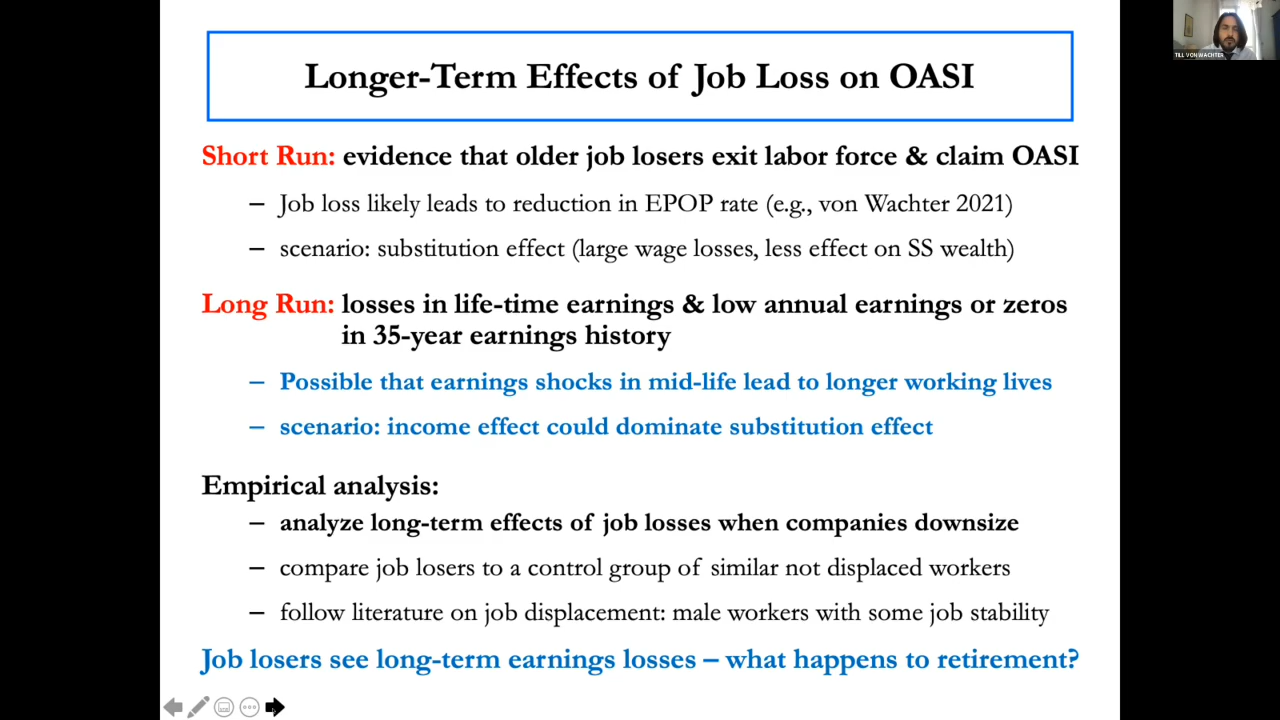 TILL VON WACHTER
Longer-Term Effects of Job Loss on OASI
Short Run: evidence that older job losers exit labor force & claim OASI
– Job loss likely leads to reduction in EPOP rate (e.g., von Wachter 2021)
– scenario: substitution effect (large wage losses, less effect on SS wealth)
Long Run: losses in life-time earnings & low annual earnings or zeros
in 35-year earnings history
– Possible that earnings shocks in mid-life lead to longer working lives
– scenario: income effect could dominate substitution effect
Empirical analysis:
– analyze long-term effects of job losses when companies downsize
– compare job losers to a control group of similar not displaced workers
– follow literature on job displacement: male workers with some job stability
Job losers see long-term earnings losses – what happens to retirement?